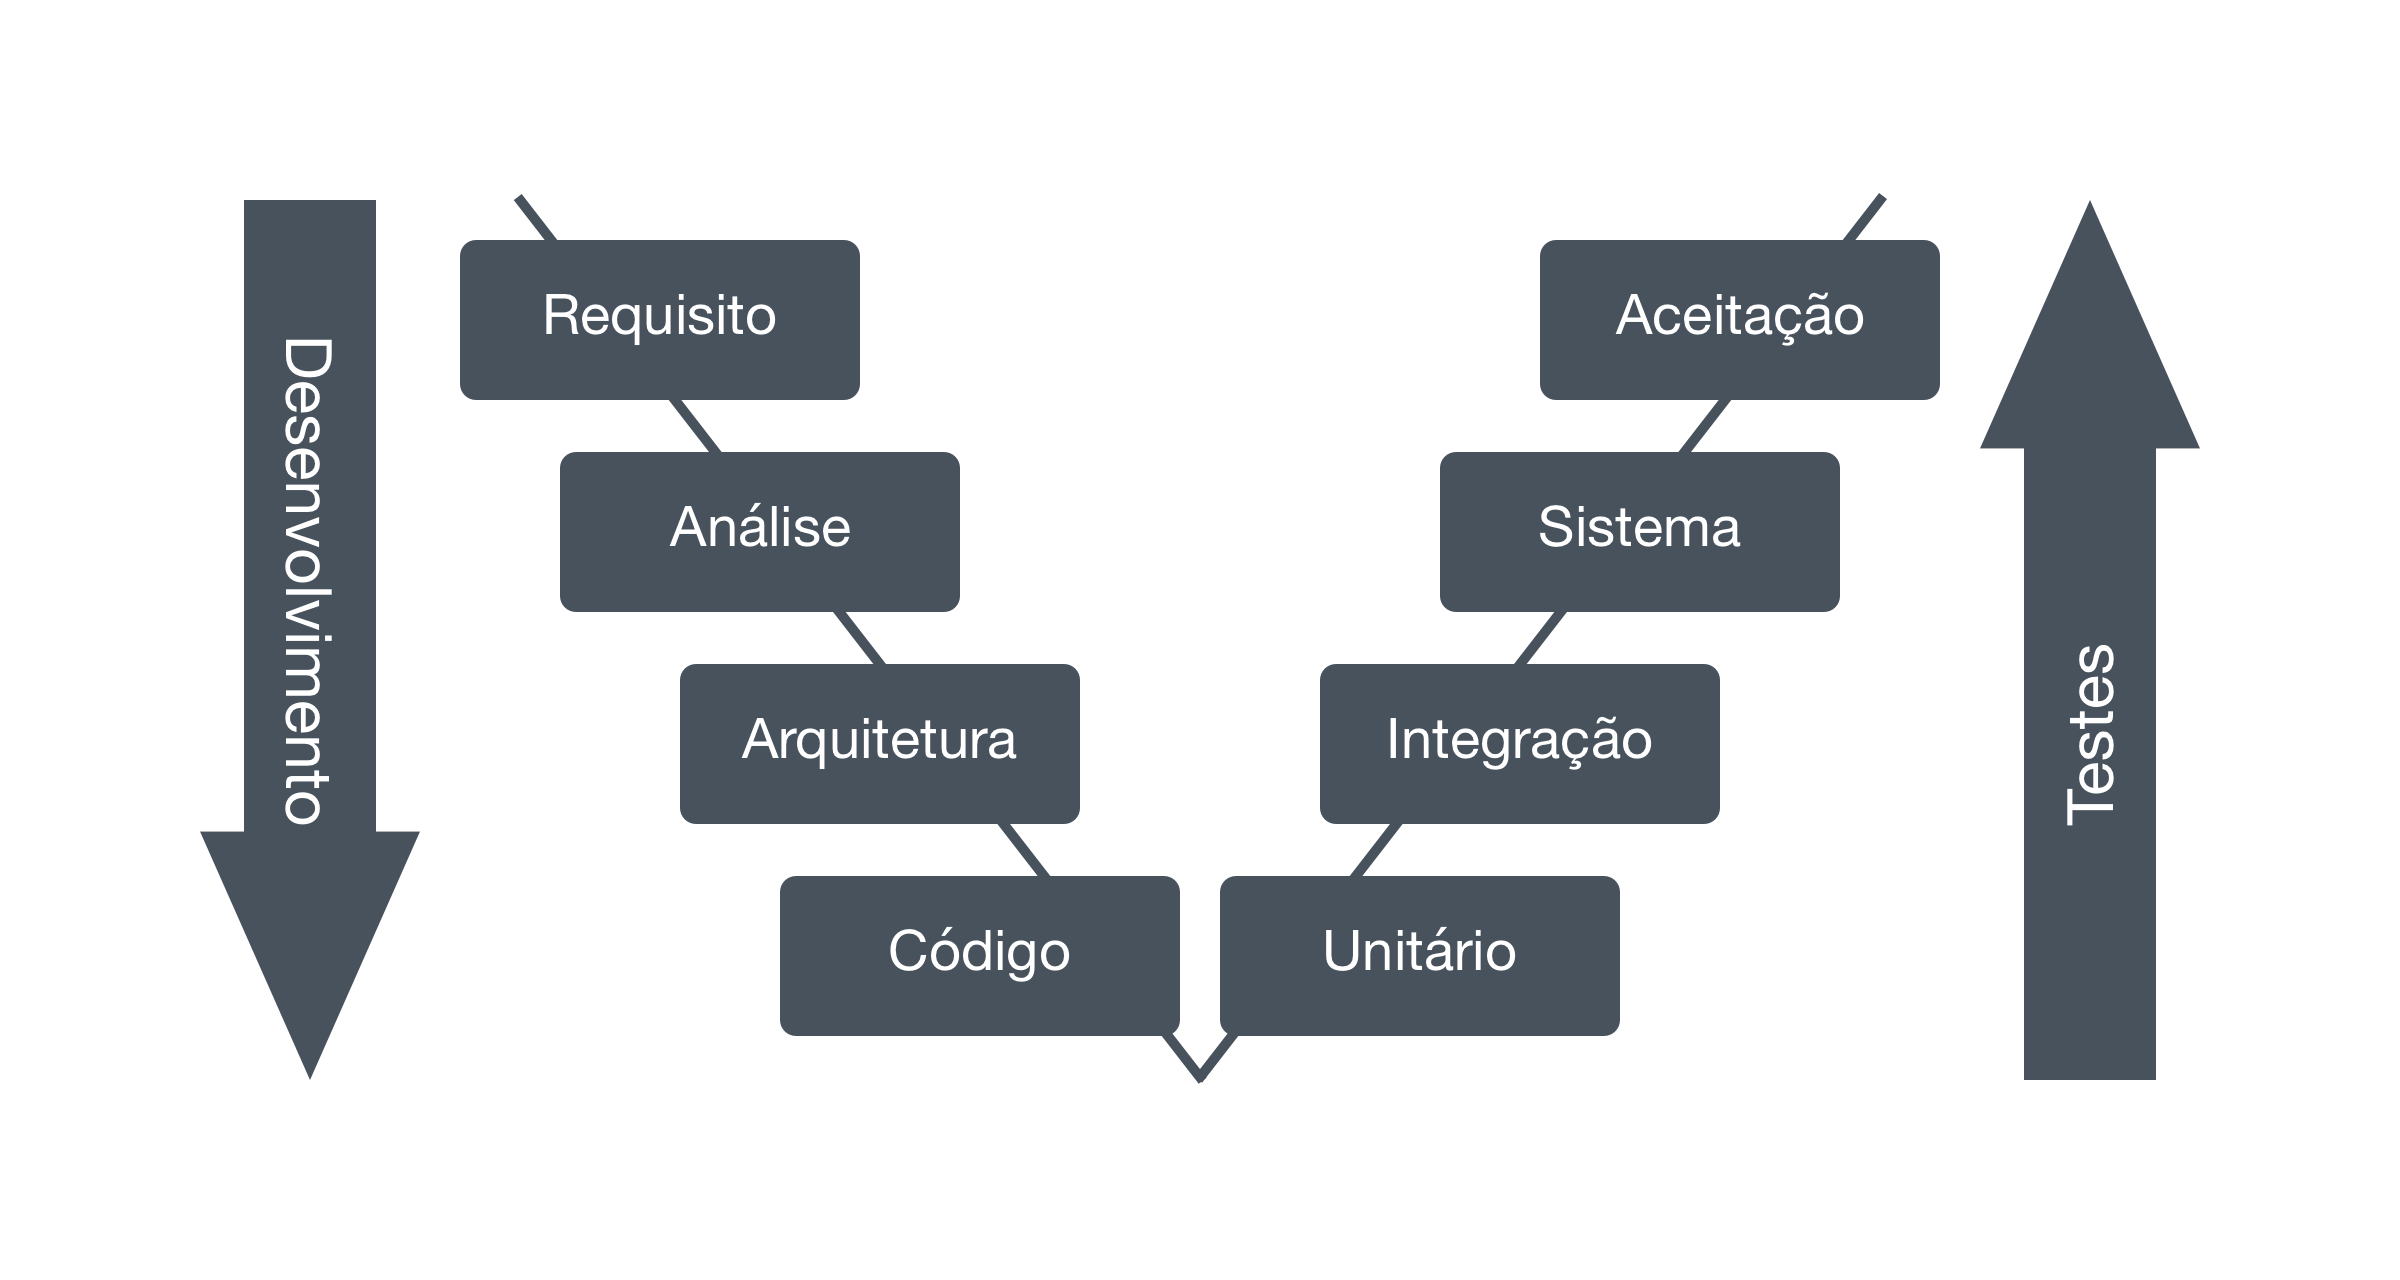 Desenvolvimento
Requisito
Análise
Arquitetura
Código
Aceitação
Sistema
Integração
Unitário
Testes